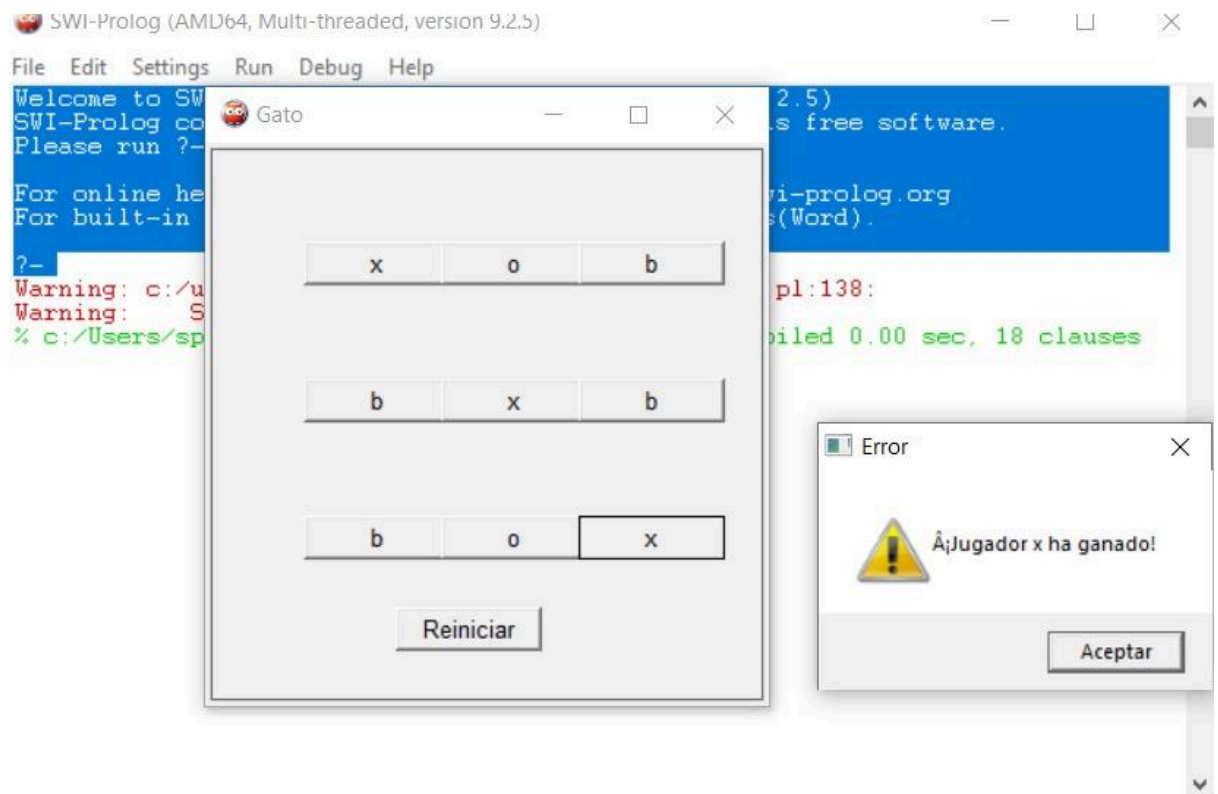 SWI-Prolog (AMD64, Multi-threaded, version 9.2.5)
File Edit Settings Run Debug Help
Welcome to SW 2.5)
SWI-Prolog co s free software.
Please run ?-
For online he wi-prolog.org
For built-in s(Word).
?-
Warning: c:/u pl:138:
Warning: S
% c:/Users/sp piled 0.00 sec, 18 clauses
Gato
x o b
b x b
b o x
Reiniciar
Error
Â¡Jugador x ha ganado!
Aceptar